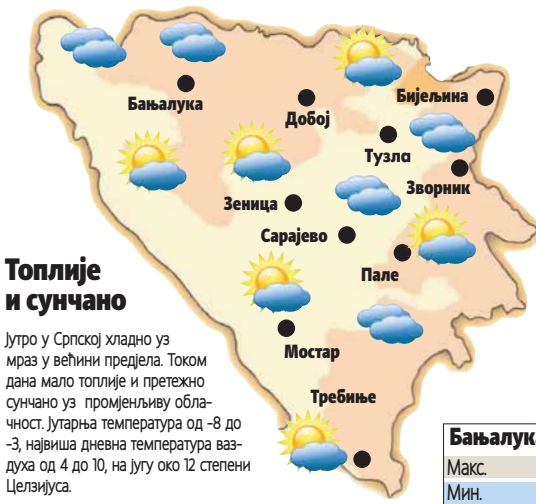 Бањалука
Добој
Бијељина
Тузла
Зворник
Зеница
Сарајево
Пале
Мостар
Требиње
Топлије
и сунчано
Јутро у Српској хладно уз
мраз у већини предјела. Током
дана мало топлије и претежно
сунчано уз промјенљиву обла-
чност. Јутарња температура од -8 до
-3, највиша дневна температура ваз-
духа од 4 до 10, на југу око 12 степени
Целзијуса.
Бањалука
Макс.
Мин.